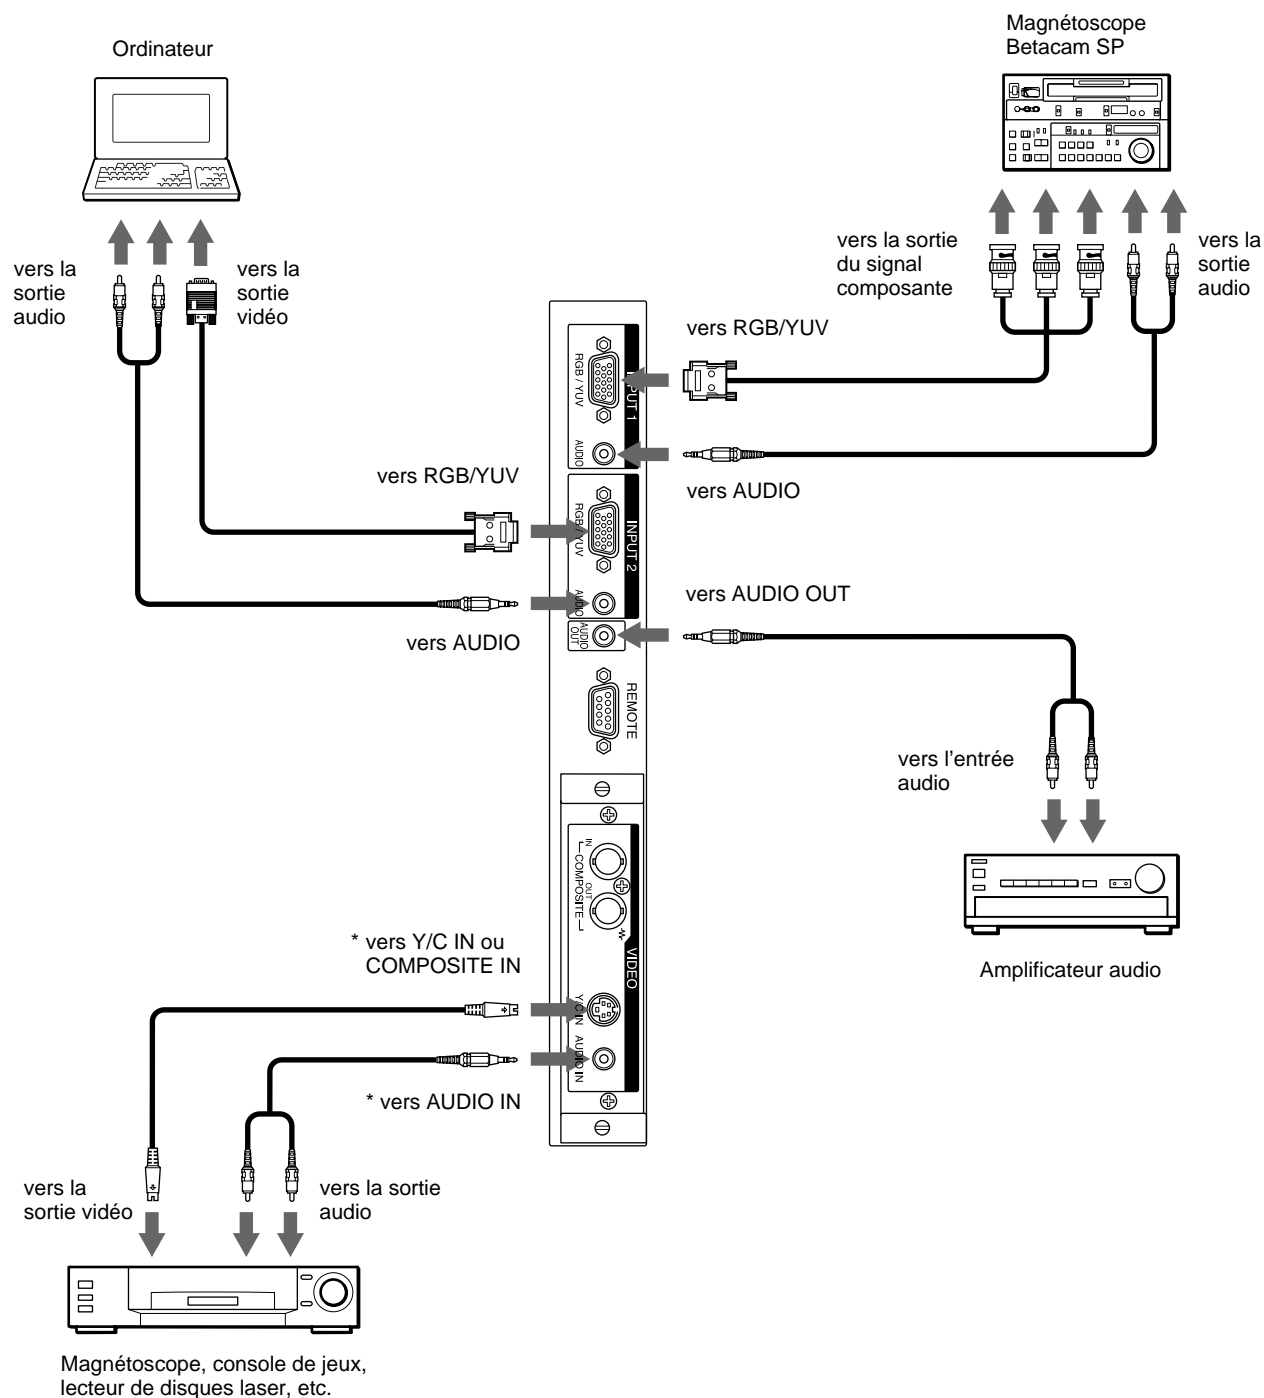 Magnétoscope
Betacam SP
Ordinateur
vers la
sortie
audio
vers la
sortie
vidéo
vers la sortie
du signal
composante
vers la
sortie
audio
vers RGB/YUV
RGB / YUV
INPUT 1
AUDIO
vers RGB/YUV
vers AUDIO
RGB / YUV
INPUT 2
AUDIO
vers AUDIO OUT
AUDIO
OUT
vers AUDIO
REMOTE
vers l'entrée
audio
IN
COMPOSITE
OUT
VIDEO
* vers Y/C IN ou
COMPOSITE IN
Amplificateur audio
Y/C IN
AUDIO IN
* vers AUDIO IN
vers la
sortie vidéo
vers la sortie
audio
Magnétoscope, console de jeux,
lecteur de disques laser, etc.